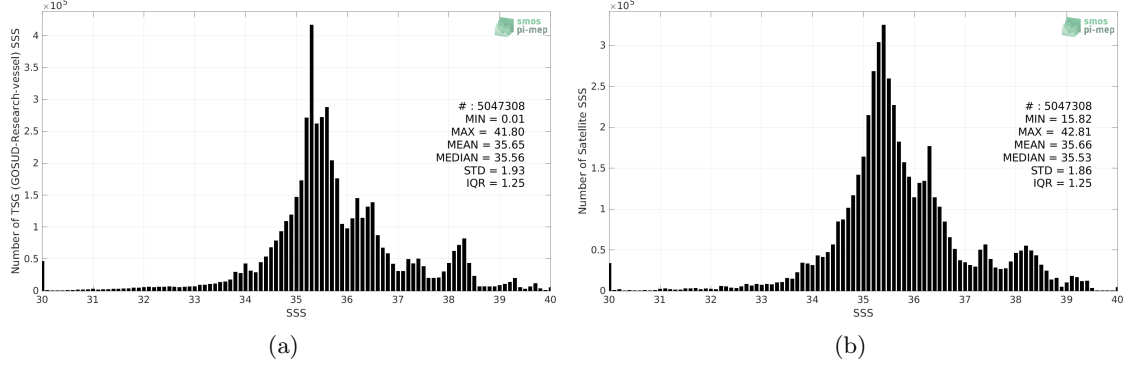 ×10^5
smos
pi-mep
Number of TSG (GOSUD-Research-vessel) SSS
4
3.5
3
2.5
2
1.5
1
0.5
0
# : 5047308
MIN = 0.01
MAX = 41.80
MEAN = 35.65
MEDIAN = 35.56
STD = 1.93
IQR = 1.25
30 31 32 33 34 35 36 37 38 39 40
SSS
(a)
×10^5
smos
pi-mep
Number of Satellite SSS
3
2.5
2
1.5
1
0.5
0
# : 5047308
MIN = 15.82
MAX = 42.81
MEAN = 35.66
MEDIAN = 35.53
STD = 1.86
IQR = 1.25
30 31 32 33 34 35 36 37 38 39 40
SSS
(b)